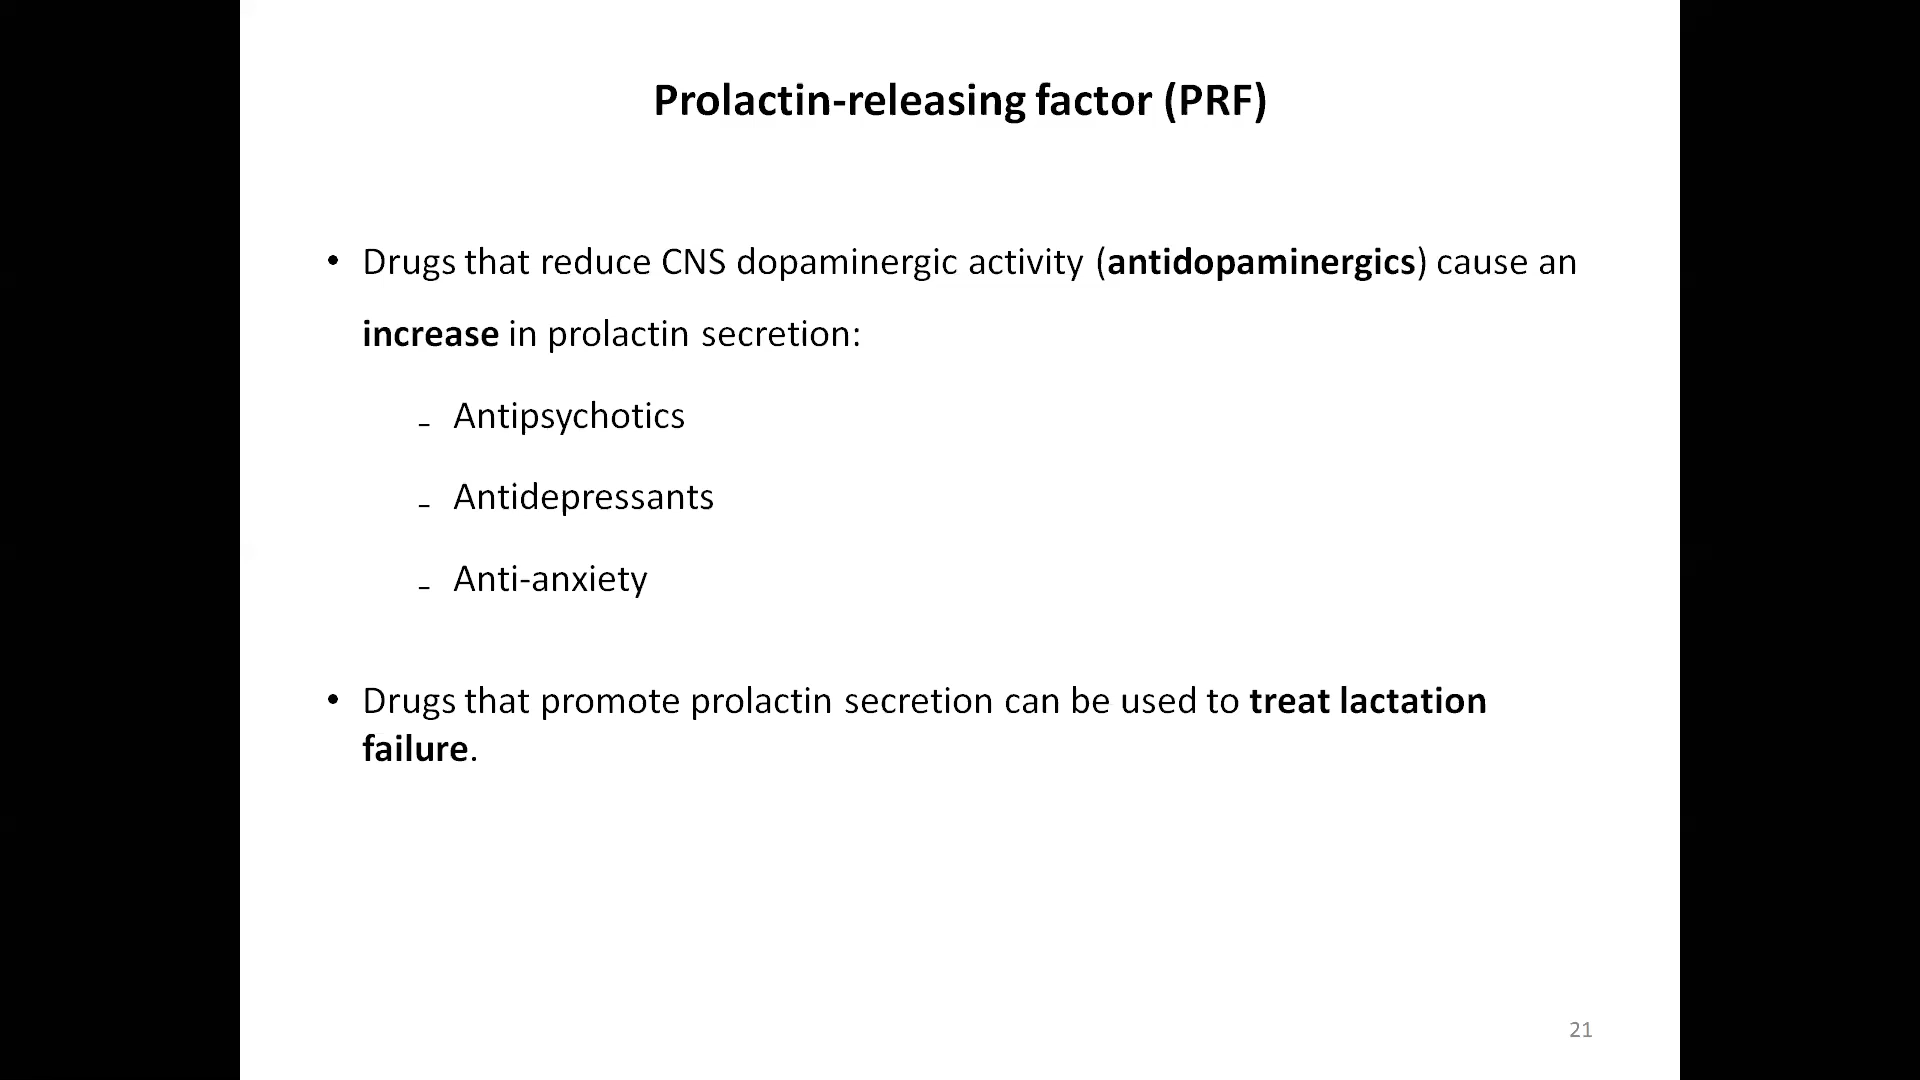 Prolactin-releasing factor (PRF)
• Drugs that reduce CNS dopaminergic activity (antidopaminergics) cause an
increase in prolactin secretion:
- Antipsychotics
- Antidepressants
- Anti-anxiety
• Drugs that promote prolactin secretion can be used to treat lactation
failure.
21